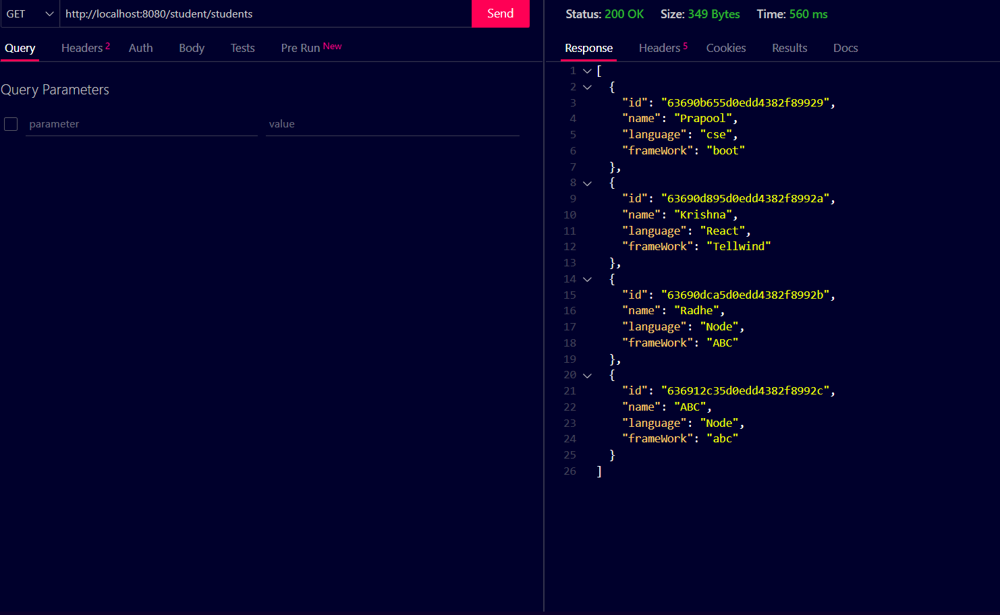 GET http://localhost:8080/student/students Send
Query Headers 2 Auth Body Tests Pre Run New
Query Parameters
parameter value
Status: 200 OK Size: 349 Bytes Time: 560 ms
Response Headers 5 Cookies Results Docs
1 [
2 {
3 "id": "63690b655d0edd4382f89929",
4 "name": "Prapool",
5 "language": "cse",
6 "frameWork": "boot"
7 },
8 {
9 "id": "63690d895d0edd4382f8992a",
10 "name": "Krishna",
11 "language": "React",
12 "frameWork": "Tellwind"
13 },
14 {
15 "id": "63690dca5d0edd4382f8992b",
16 "name": "Radhe",
17 "language": "Node",
18 "frameWork": "ABC"
19 },
20 {
21 "id": "636912c35d0edd4382f8992c",
22 "name": "ABC",
23 "language": "Node",
24 "frameWork": "abc"
25 }
26 ]